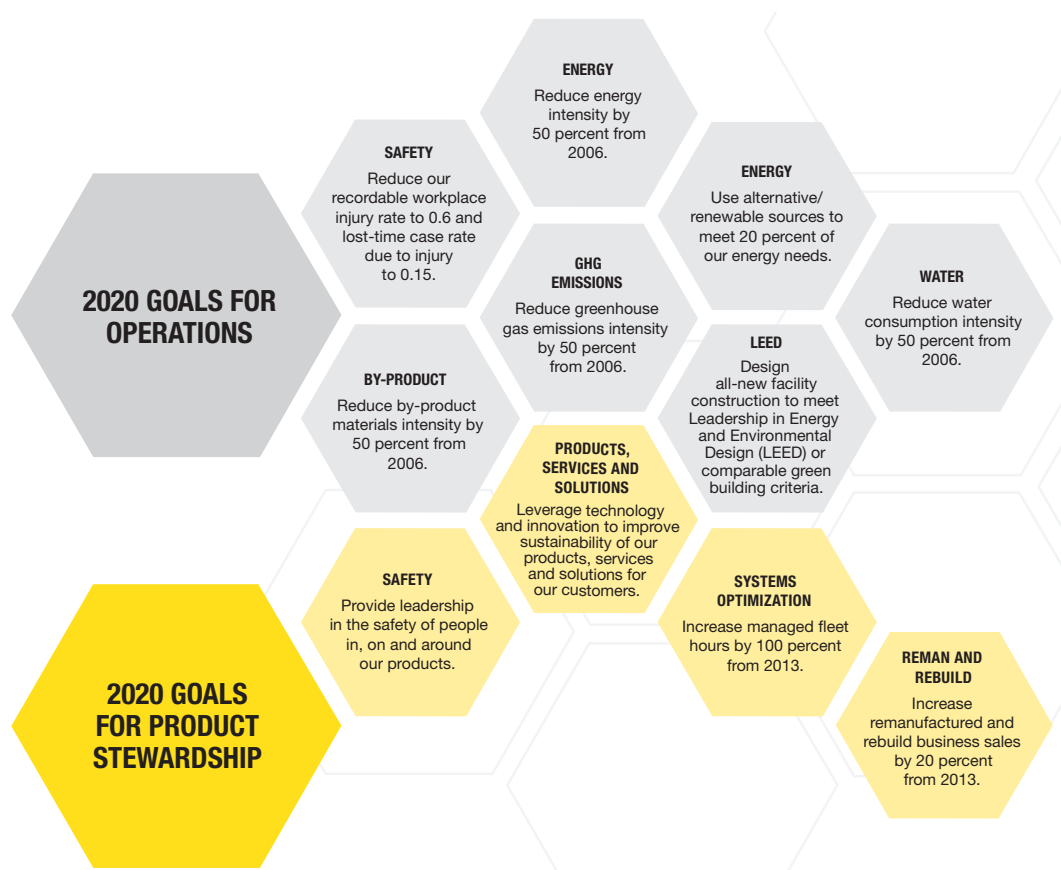 2020 GOALS FOR
OPERATIONS
SAFETY
Reduce our
recordable workplace
injury rate to 0.6 and
lost-time case rate
due to injury
to 0.15.
ENERGY
Reduce energy
intensity by
50 percent from
2006.
ENERGY
Use alternative/
renewable sources to
meet 20 percent of
our energy needs.
GHG
EMISSIONS
Reduce greenhouse
gas emissions intensity
by 50 percent
from 2006.
WATER
Reduce water
consumption intensity
by 50 percent from
2006.
BY-PRODUCT
Reduce by-product
materials intensity by
50 percent from
2006.
LEED
Design
all-new facility
construction to meet
Leadership in Energy
and Environmental
Design (LEED) or
comparable green
building criteria.
2020 GOALS
FOR PRODUCT
STEWARDSHIP
SAFETY
Provide leadership
in the safety of people
in, on and around
our products.
PRODUCTS,
SERVICES AND
SOLUTIONS
Leverage technology
and innovation to improve
sustainability of our
products, services
and solutions for
our customers.
SYSTEMS
OPTIMIZATION
Increase managed fleet
hours by 100 percent
from 2013.
REMAN AND
REBUILD
Increase
remanufactured and
rebuild business sales
by 20 percent
from 2013.